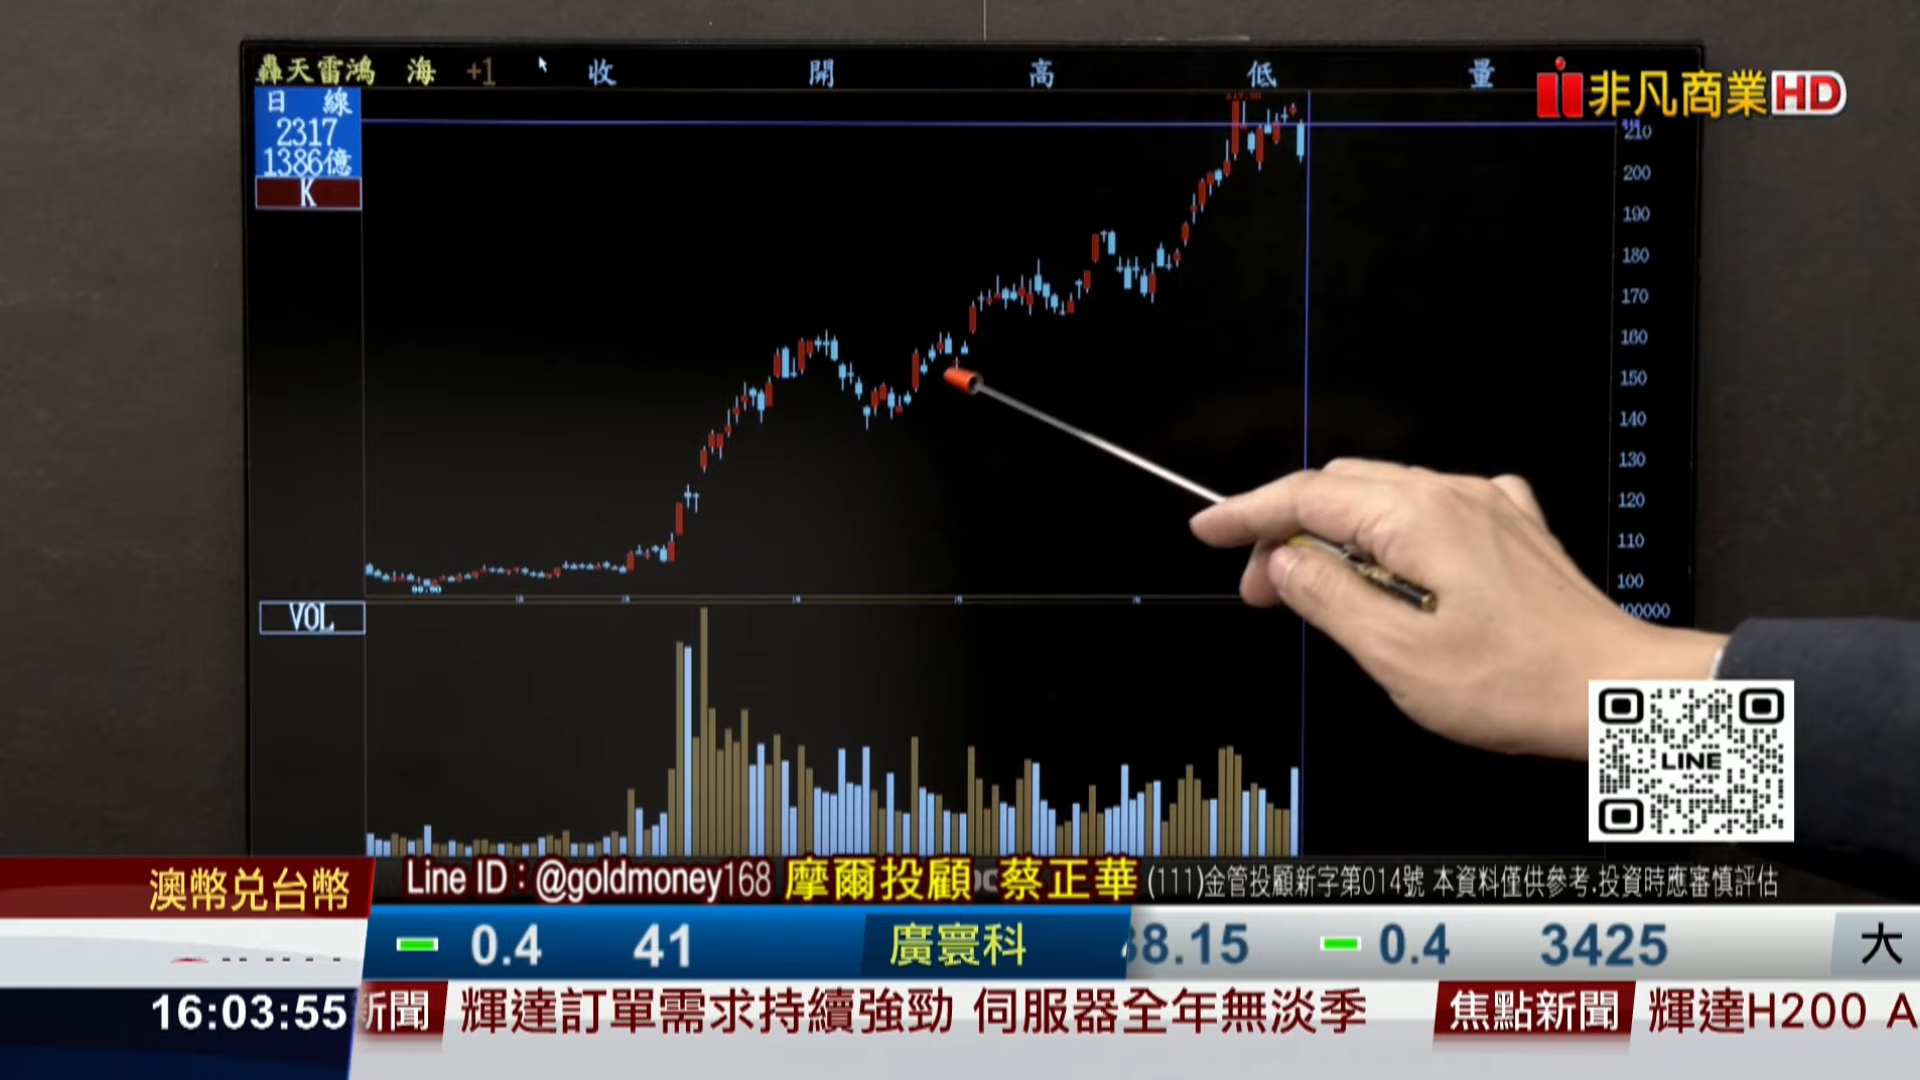 轟天雷鴻 海 +1 收 開 高 低 量
非凡商業HD
日 線
2317
1386億
K
210
200
190
180
170
160
150
140
130
120
110
100
VOL
LINE
Line ID：@goldmoney168 摩爾投顧 蔡正華 (111)金管投顧新字第014號 本資料僅供參考.投資時應審慎評估
澳幣兌台幣
0.4 41 廣寰科 38.15 0.4 3425 大
16:03:55 新聞 輝達訂單需求持續強勁 伺服器全年無淡季 焦點新聞 輝達H200 A